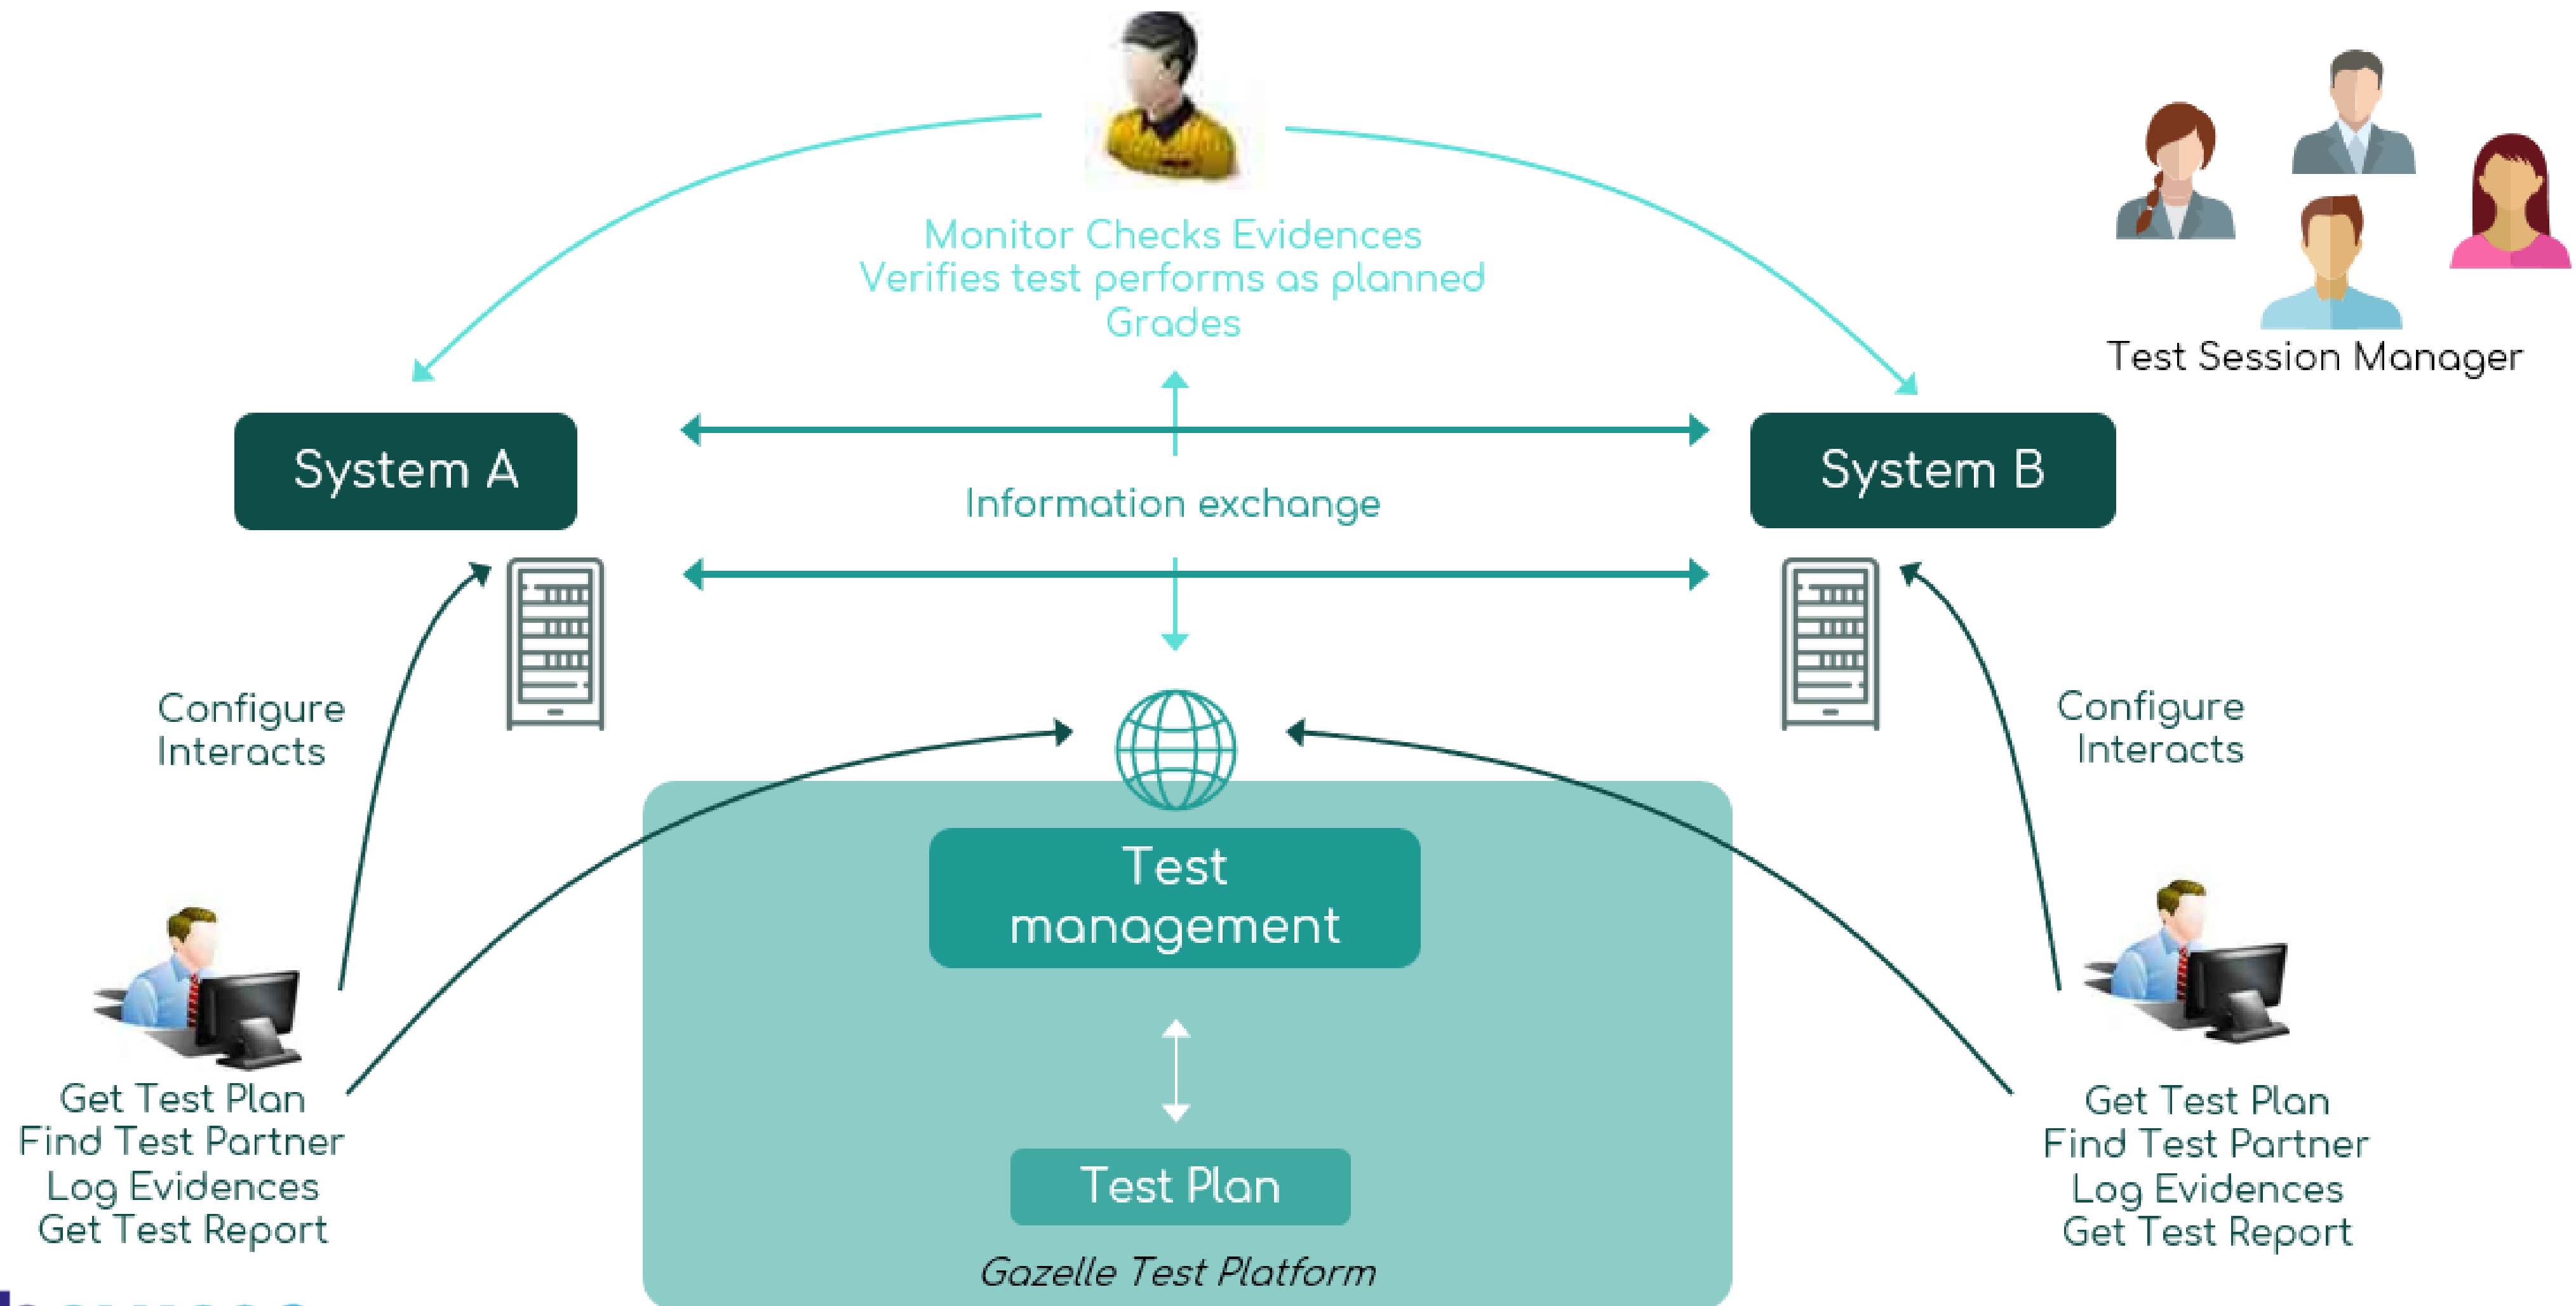 Monitor Checks Evidences
Verifies test performs as planned
Grades
Test Session Manager
System A
System B
Information exchange
Configure
Interacts
Configure
Interacts
Test
management
Get Test Plan
Find Test Partner
Log Evidences
Get Test Report
Get Test Plan
Find Test Partner
Log Evidences
Get Test Report
Test Plan
Gazelle Test Platform